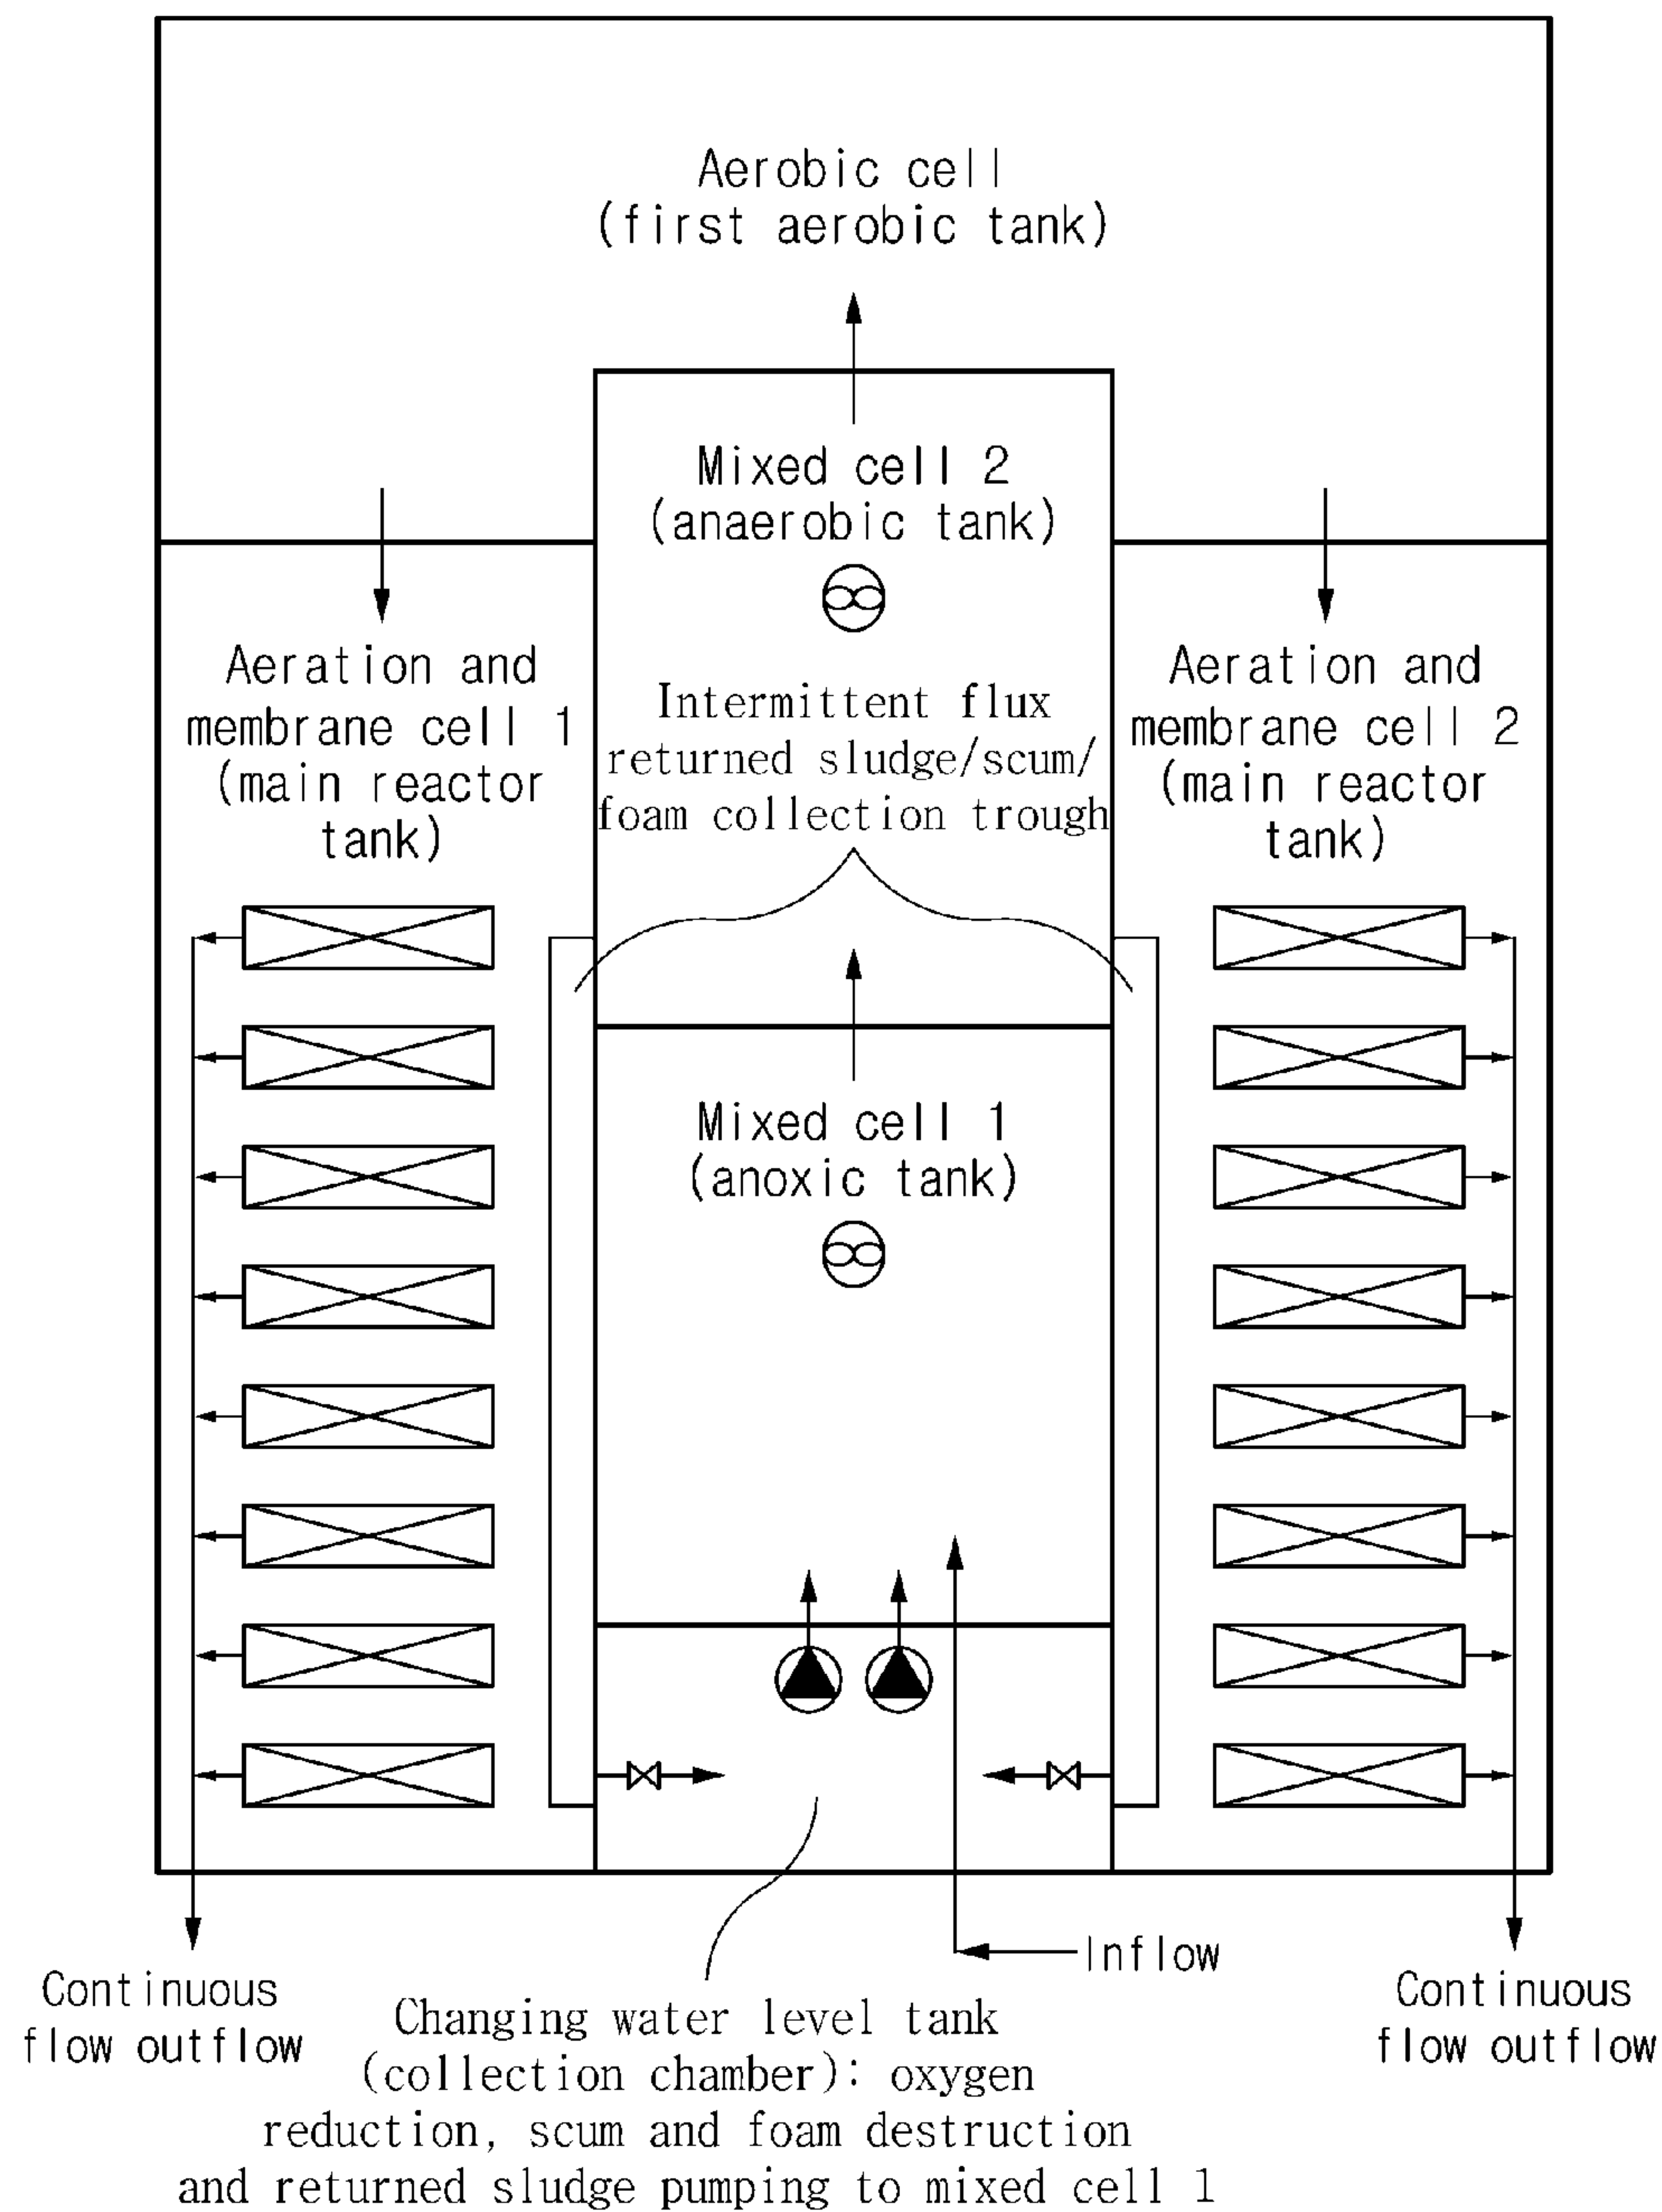 Aerobic cell
(first aerobic tank)
Mixed cell 2
(anaerobic tank)
Aeration and
membrane cell 1
(main reactor
tank)
Intermittent flux
returned sludge/scum/
foam collection trough
Aeration and
membrane cell 2
(main reactor
tank)
Mixed cell 1
(anoxic tank)
Inflow
Continuous
flow outflow
Changing water level tank
(collection chamber): oxygen
reduction, scum and foam destruction
and returned sludge pumping to mixed cell 1
Continuous
flow outflow